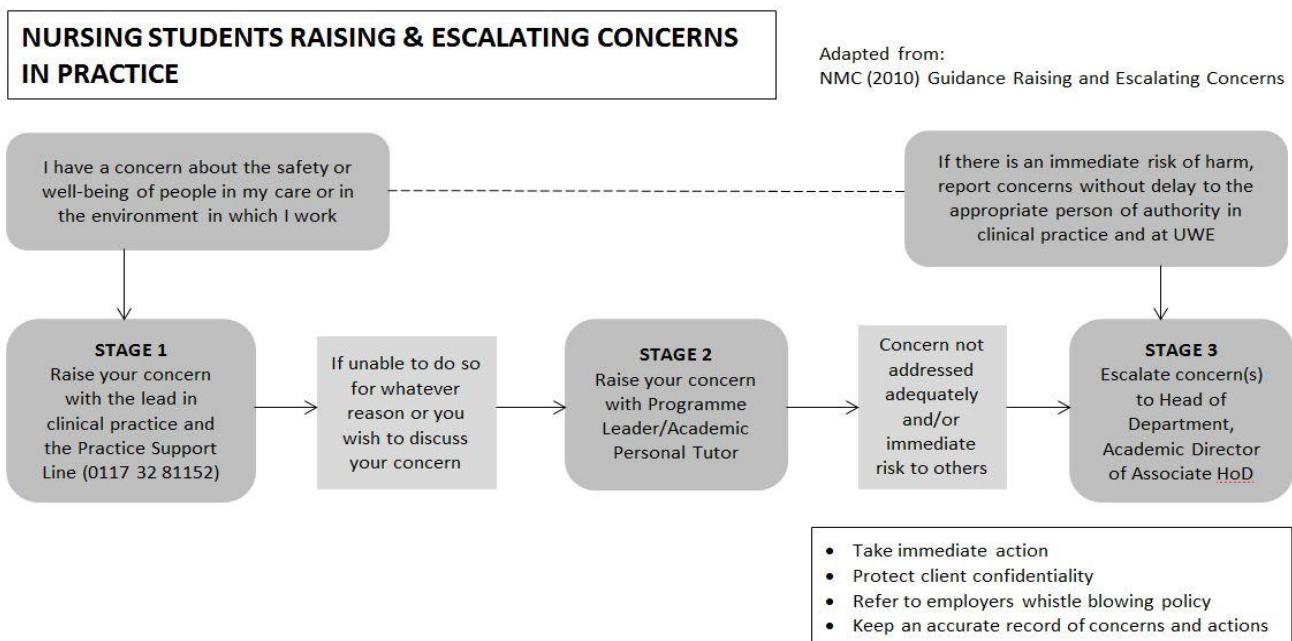 NURSING STUDENTS RAISING & ESCALATING CONCERNS
IN PRACTICE
Adapted from:
NMC (2010) Guidance Raising and Escalating Concerns
I have a concern about the safety or
well-being of people in my care or in
the environment in which I work
If there is an immediate risk of harm,
report concerns without delay to the
appropriate person of authority in
clinical practice and at UWE
STAGE 1
Raise your concern
with the lead in
clinical practice and
the Practice Support
Line (0117 32 81152)
If unable to do so
for whatever
reason or you
wish to discuss
your concern
STAGE 2
Raise your concern
with Programme
Leader/Academic
Personal Tutor
Concern not
addressed
adequately
and/or
immediate
risk to others
STAGE 3
Escalate concern(s)
to Head of
Department,
Academic Director
of Associate HoD
• Take immediate action
• Protect client confidentiality
• Refer to employers whistle blowing policy
• Keep an accurate record of concerns and actions